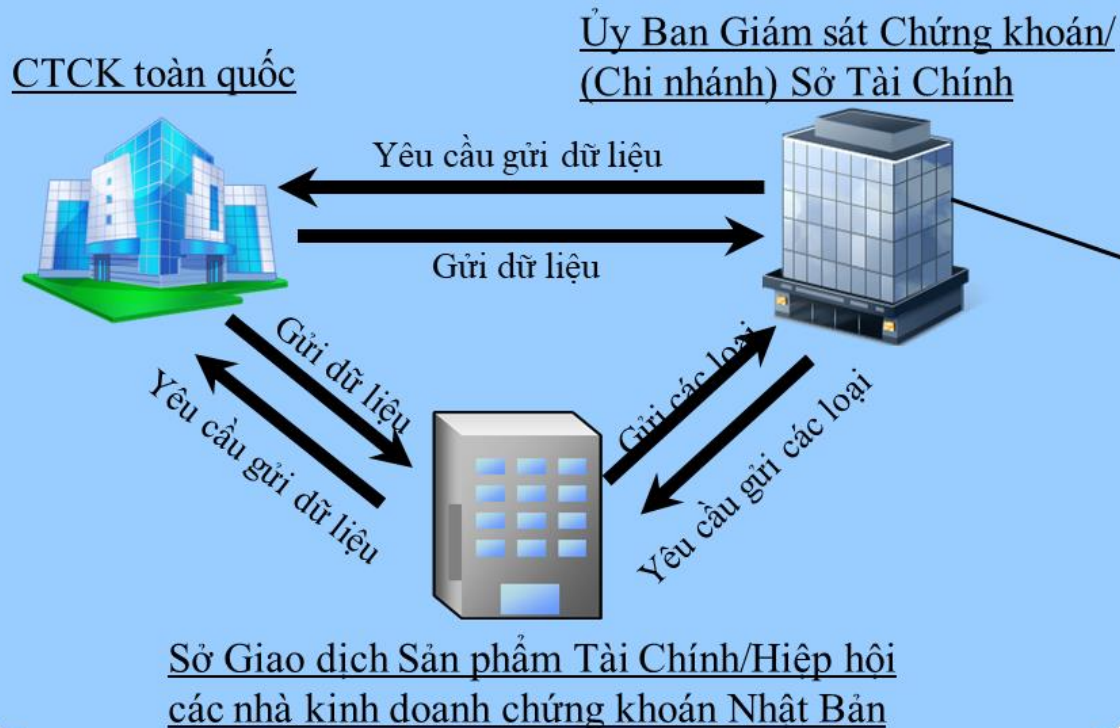 Ủy Ban Giám sát Chứng khoán/
(Chi nhánh) Sở Tài Chính
CTCK toàn quốc
Yêu cầu gửi dữ liệu
Gửi dữ liệu
Gửi dữ liệu
Yêu cầu gửi dữ liệu
Gửi các loại
Yêu cầu gửi các loại
Sở Giao dịch Sản phẩm Tài Chính/Hiệp hội
các nhà kinh doanh chứng khoán Nhật Bản